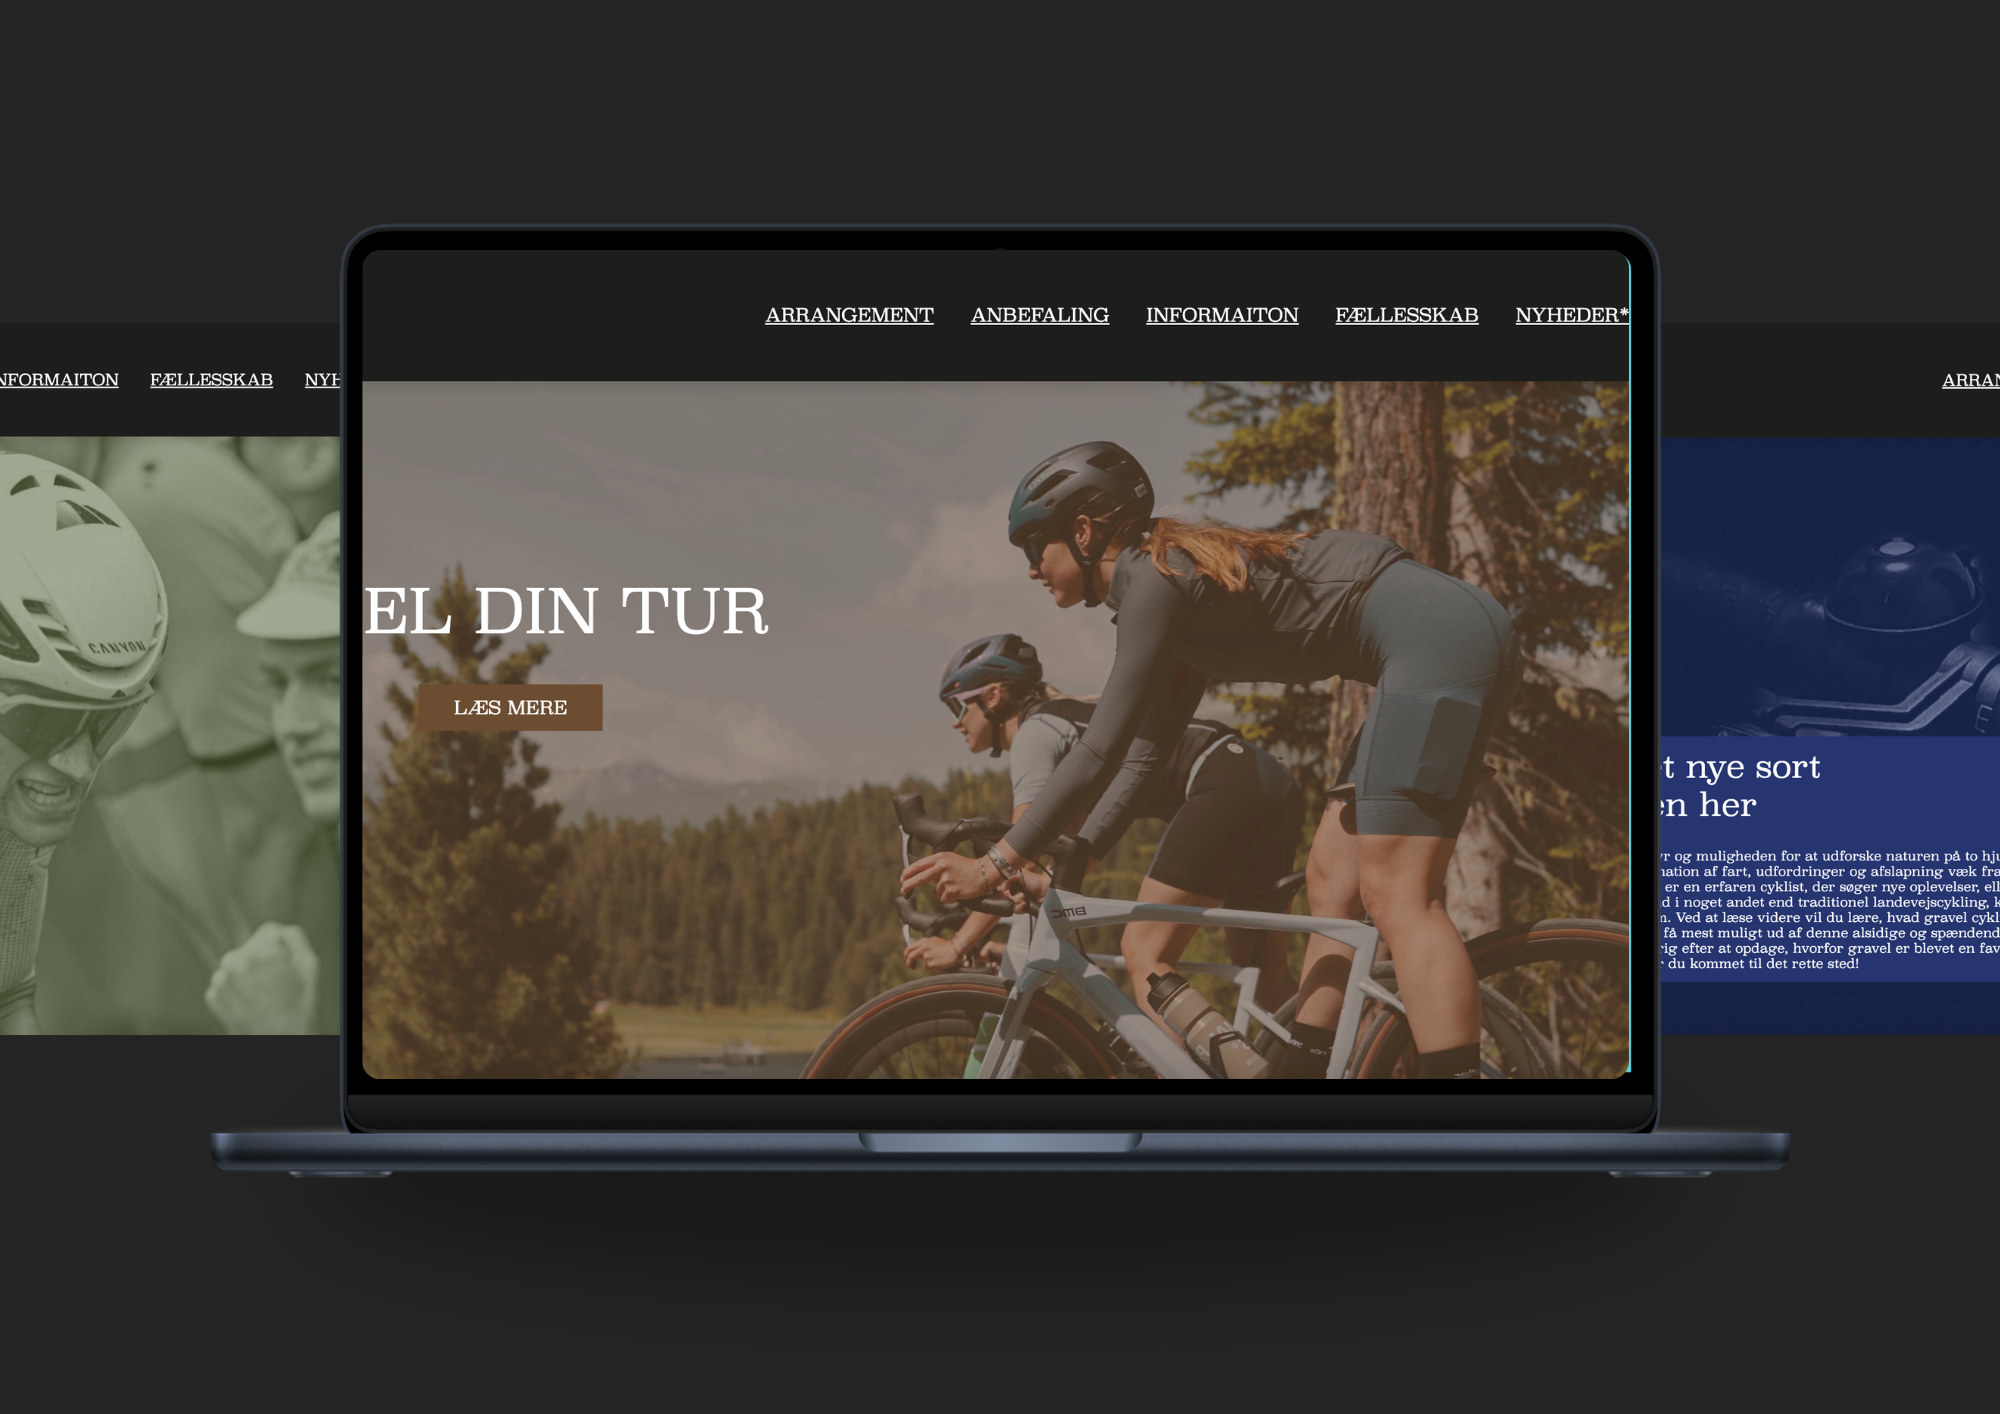 ARRANGEMENT ANBEFALING INFORMAITON FÆLLESSKAB NYHEDER*
NFORMAITON FÆLLESSKAB NYH
ARRAN
CANYON
EL DIN TUR
LÆS MERE
BMC
t nye sort
en her
r og muligheden for at udforske naturen på to hju
nation af fart, udfordringer og afslapning væk fra
er en erfaren cyklist, der søger nye oplevelser, ell
d i noget andet end traditionel landevejscykling, k
. Ved at læse videre vil du lære, hvad gravel cykl
få mest muligt ud af denne alsidige og spændend
rig efter at opdage, hvorfor gravel er blevet en fav
r du kommet til det rette sted!